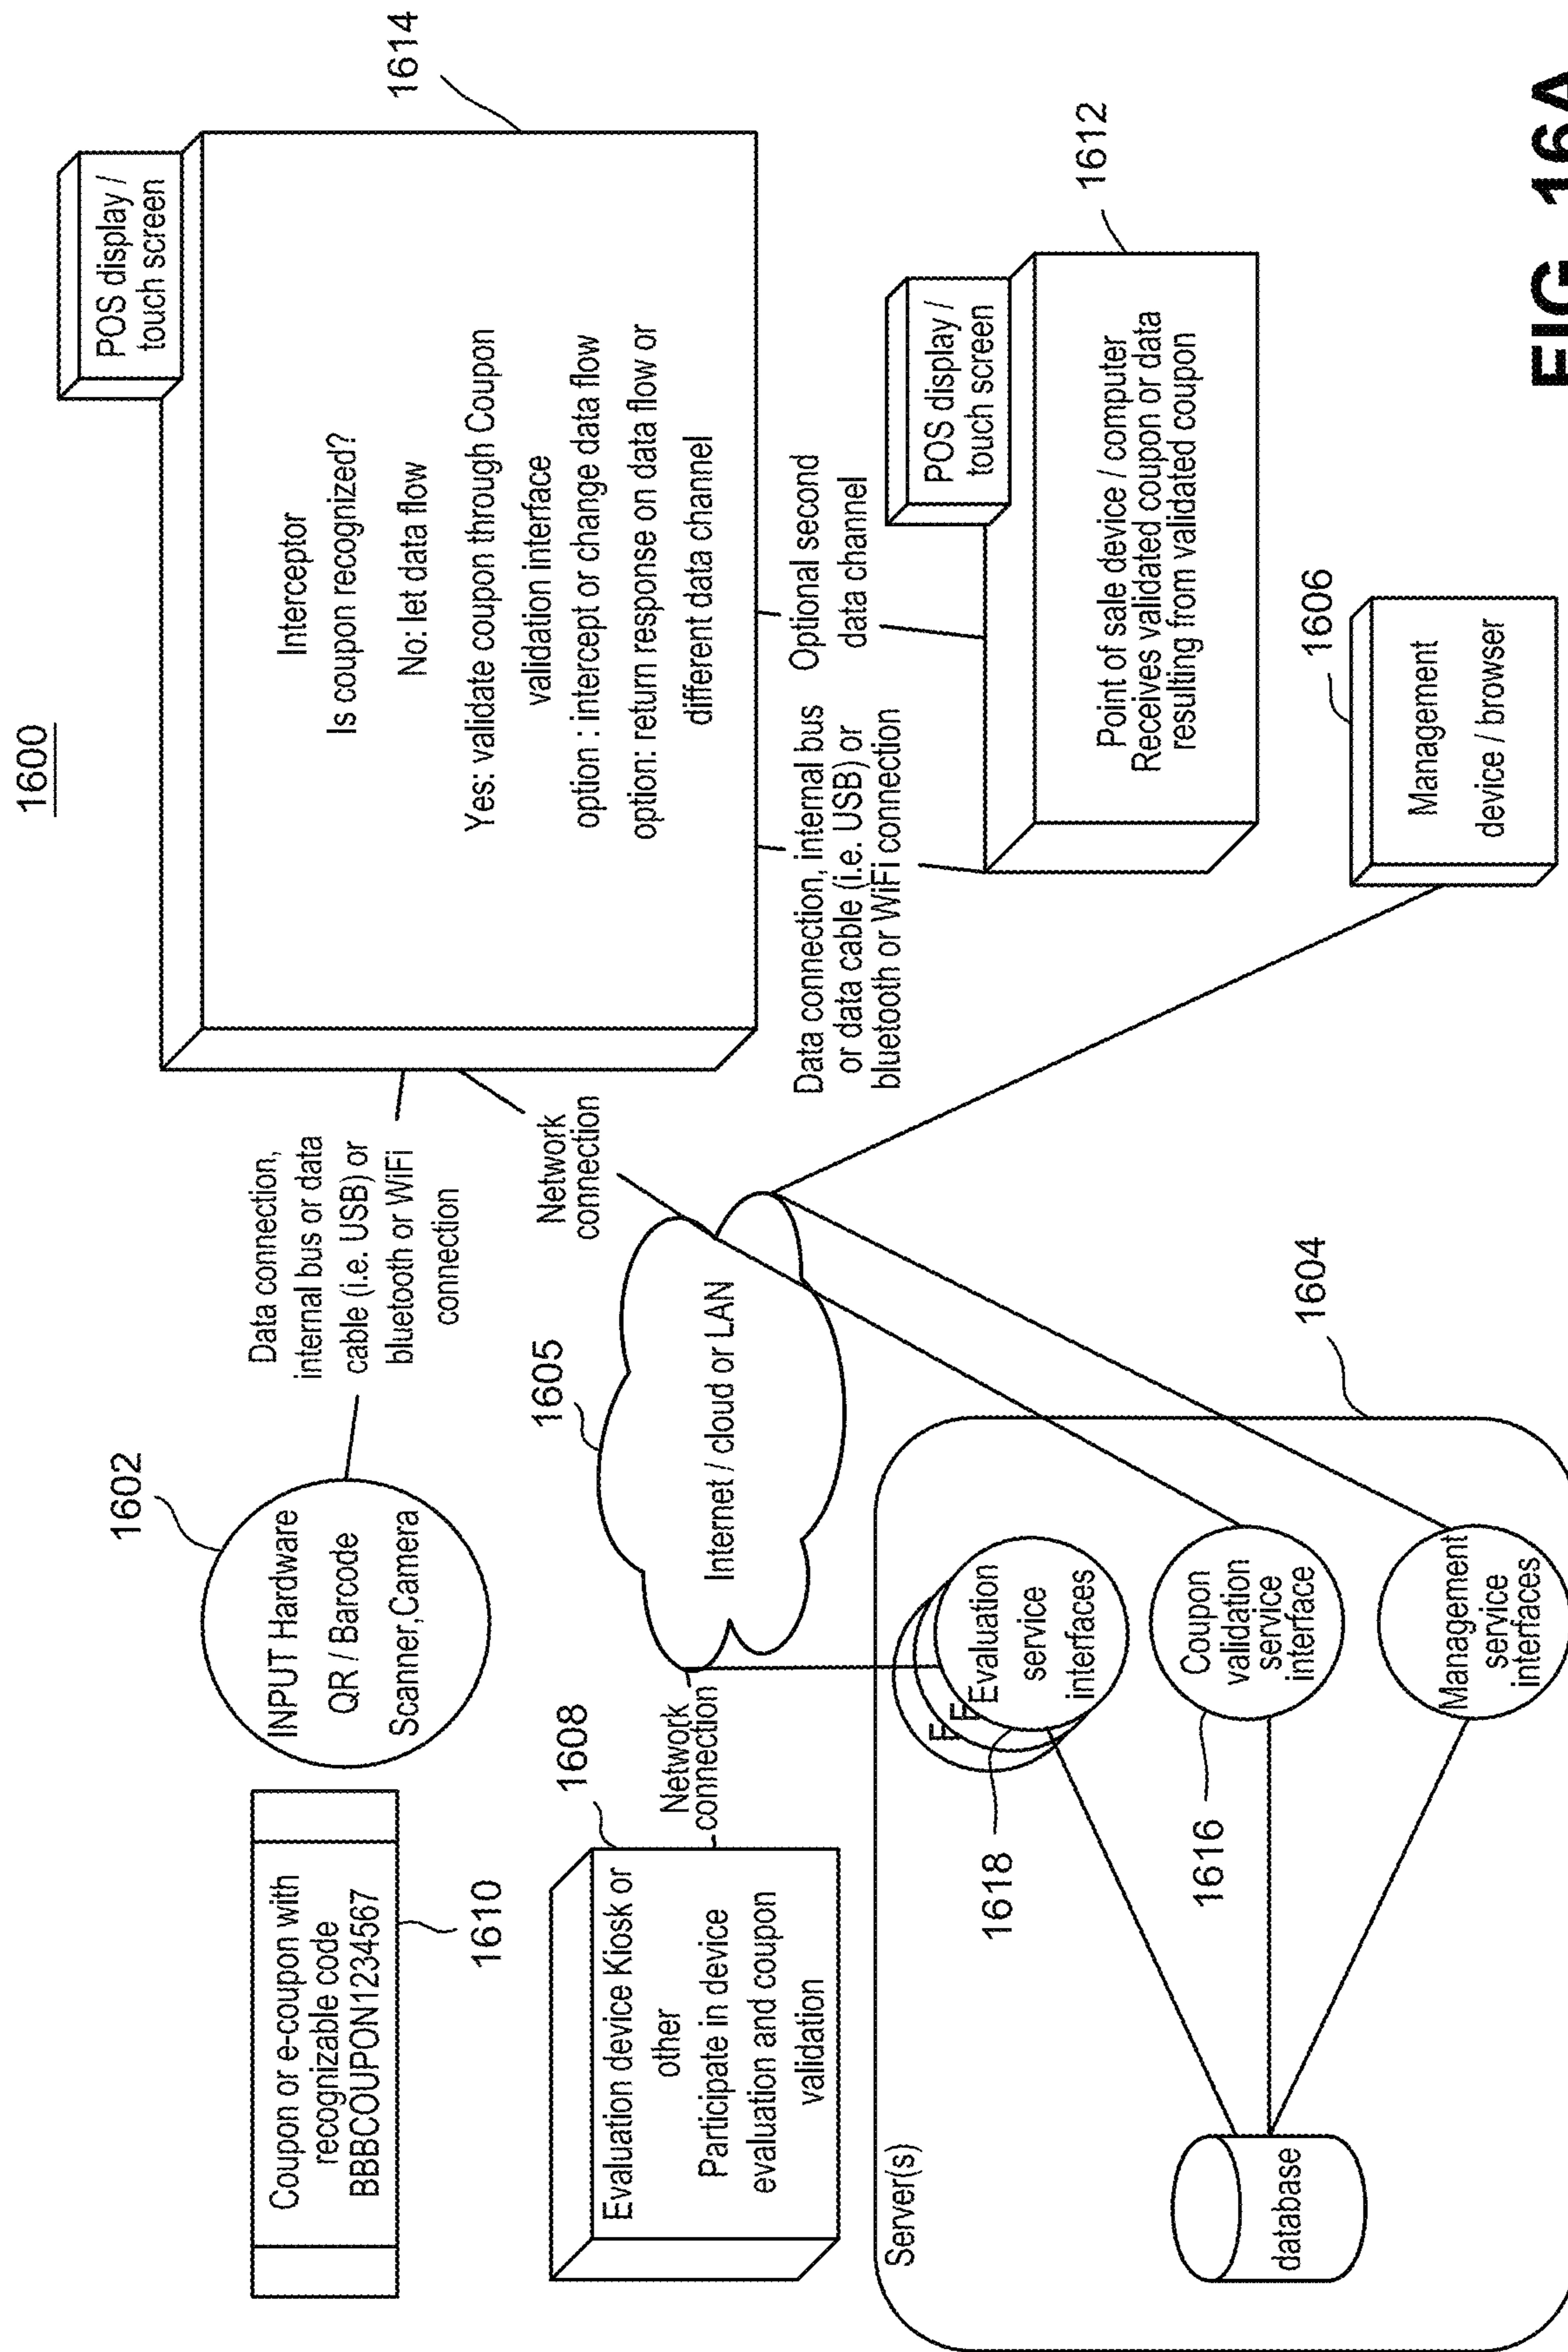 1600
Coupon or e-coupon with
recognizable code
BBBCOUPON1234567
1610
1602
INPUT Hardware
QR / Barcode
Scanner,Camera
Data connection,
internal bus or data
cable (i.e. USB) or
bluetooth or WiFi
connection
POS display /
touch screen
1614
Interceptor
Is coupon recognized?
No: let data flow
Yes: validate coupon through Coupon
validation interface
option : intercept or change data flow
option: return response on data flow or
different data channel
Evaluation device Kiosk or
other
Participate in device
evaluation and coupon
validation
1608
Network
connection
1605
Internet / cloud or LAN
Network
connection
Data connection, internal bus
or data cable (i.e. USB) or
bluetooth or WiFi connection
Optional second
data channel
POS display /
touch screen
1612
Point of sale device / computer
Receives validated coupon or data
resulting from validated coupon
Server(s)
1604
database
1618
E
E
Evaluation
service
interfaces
1616
Coupon
validation
service
interface
Management
service
interfaces
1606
Management
device / browser
FIG. 16A